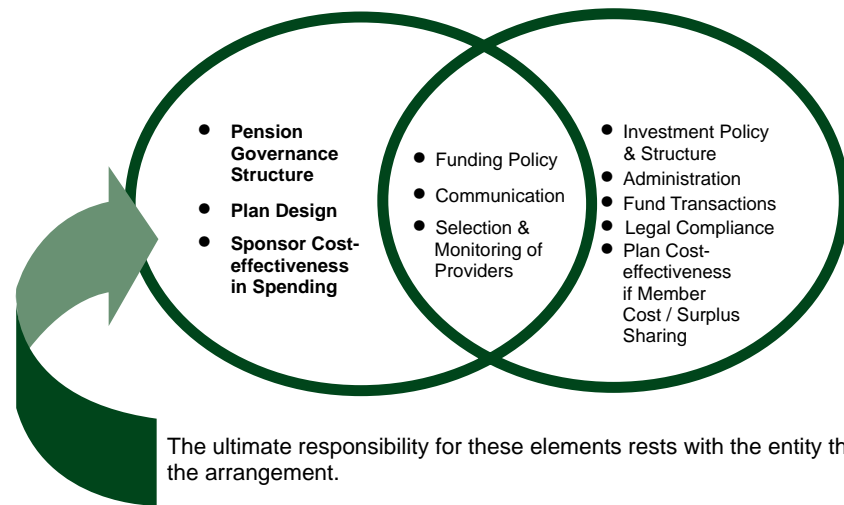 ● Pension
Governance
Structure
● Plan Design
● Sponsor Cost-
effectiveness
in Spending
● Funding Policy
● Communication
● Selection &
Monitoring of
Providers
● Investment Policy
& Structure
● Administration
● Fund Transactions
● Legal Compliance
● Plan Cost-
effectiveness
if Member
Cost / Surplus
Sharing
The ultimate responsibility for these elements rests with the entity
the arrangement.